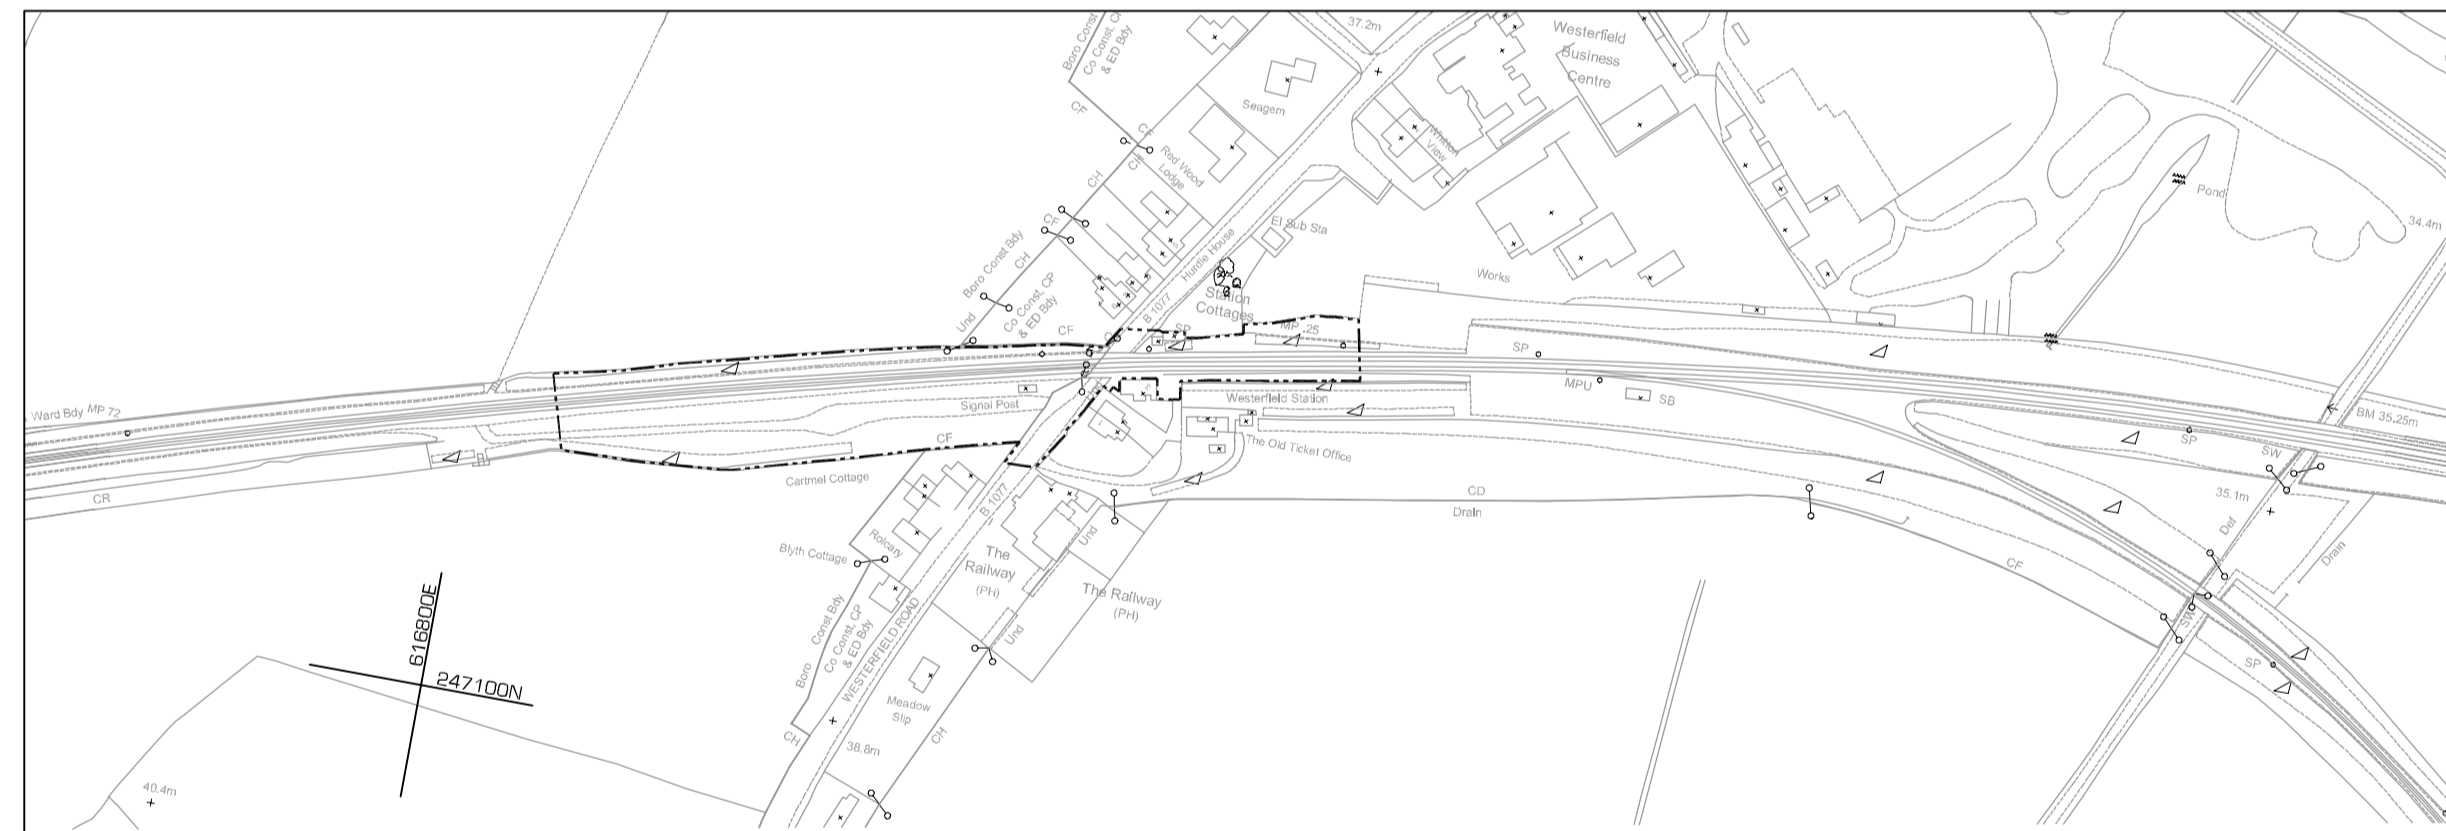 Boro Const
Co Const, CP
& ED Bdy
37.2m
Westerfield
Business
Centre
CF
Seagem
CF
Red Wood
Lodge
CH
CH
Whitton
View
Pond
34.4m
El Sub Sta
CF
Hurdle House
Boro Const Bdy
CH
Co Const, CP
& ED Bdy
Und
CF
B 1077
Station
Cottages
Works
SP
MP .25
SP
MPU
SB
Ward Bdy MP 72
Signal Post
Westerfield Station
BM 35.25m
SP
SW
CF
The Old Ticket Office
Cartmel Cottage
CR
CD
Drain
35.1m
Def
Drain
B 1077
Rolcary
Blyth Cottage
Und
The
Railway
(PH)
The Railway
(PH)
CF
SW
SP
616800E
247100N
Boro
Const Bdy
Co Const, CP
& ED Bdy
WESTERFIELD ROAD
Und
Meadow
Slip
CH
CH
38.8m
40.4m